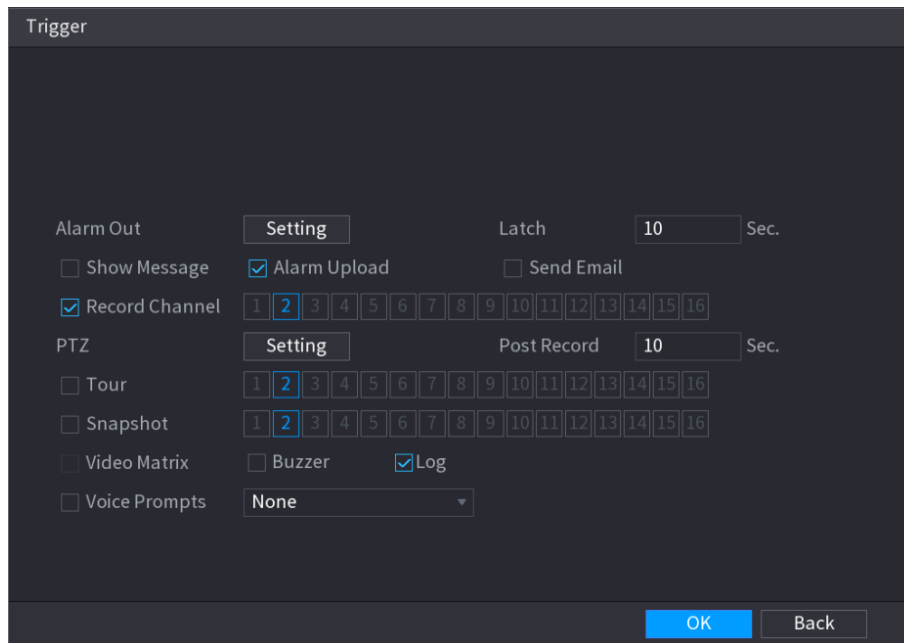 Trigger
Alarm Out Setting Latch 10 Sec.
Show Message Alarm Upload Send Email
Record Channel 1 2 3 4 5 6 7 8 9 10 11 12 13 14 15 16
PTZ Setting Post Record 10 Sec.
Tour 1 2 3 4 5 6 7 8 9 10 11 12 13 14 15 16
Snapshot 1 2 3 4 5 6 7 8 9 10 11 12 13 14 15 16
Video Matrix Buzzer Log
Voice Prompts None
OK Back